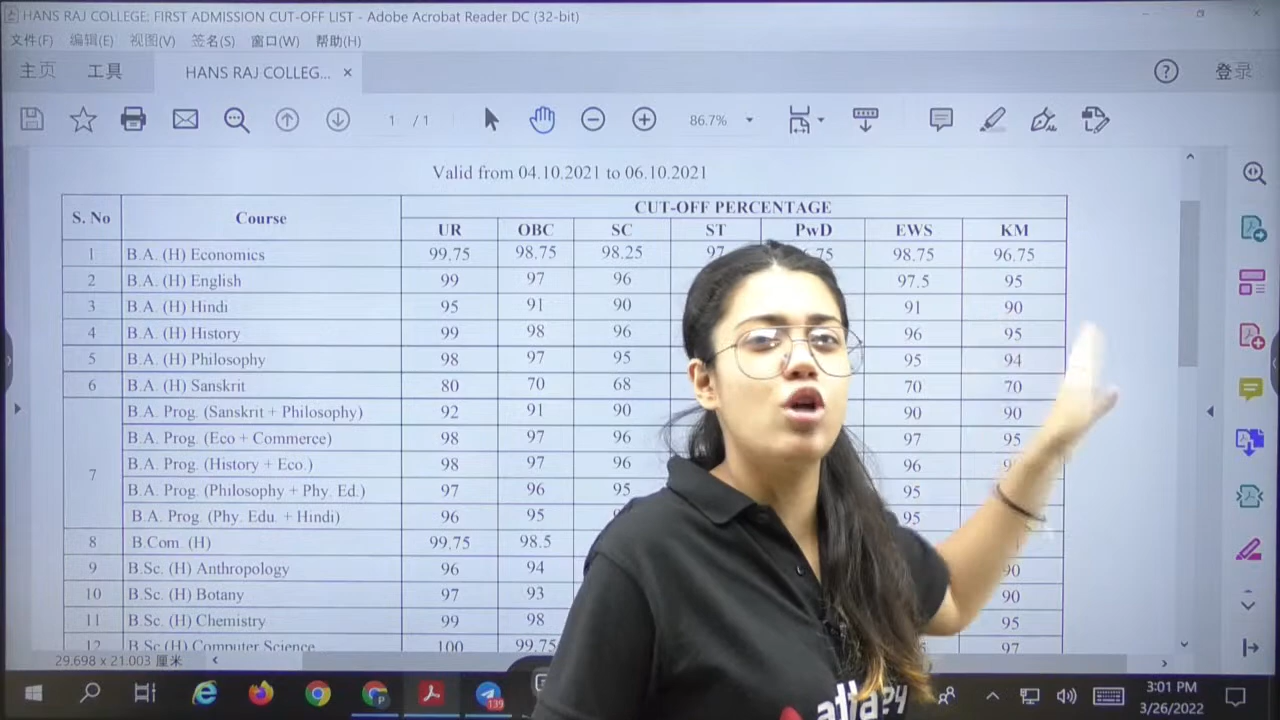 HANS RAJ COLLEGE: FIRST ADMISSION CUT-OFF LIST - Adobe Acrobat Reader DC (32-bit)
文件(F) 编辑(E) 视图(V) 签名(S) 窗口(W) 帮助(H)
主页 工具 HANS RAJ COLLEG... × ? 登录
1 / 1 86.7%
Valid from 04.10.2021 to 06.10.2021
S. No Course CUT-OFF PERCENTAGE
UR OBC SC ST PwD EWS KM
1 B.A. (H) Economics 99.75 98.75 98.25 97 98.75 96.75
2 B.A. (H) English 99 97 96 97.5 95
3 B.A. (H) Hindi 95 91 90 91 90
4 B.A. (H) History 99 98 96 96 95
5 B.A. (H) Philosophy 98 97 95 95 94
6 B.A. (H) Sanskrit 80 70 68 70 70
7 B.A. Prog. (Sanskrit + Philosophy) 92 91 90 90 90
B.A. Prog. (Eco + Commerce) 98 97 96 97 95
B.A. Prog. (History + Eco.) 98 97 96 96
B.A. Prog. (Philosophy + Phy. Ed.) 97 96 95 95
B.A. Prog. (Phy. Edu. + Hindi) 96 95 95
8 B.Com. (H) 99.75 98.5
9 B.Sc. (H) Anthropology 96 94 90
10 B.Sc. (H) Botany 97 93 90
11 B.Sc. (H) Chemistry 99 98 95
12 B.Sc (H) Computer Science 100 99.75 97
29.698 x 21.003 厘米
139
3:01 PM
3/26/2022